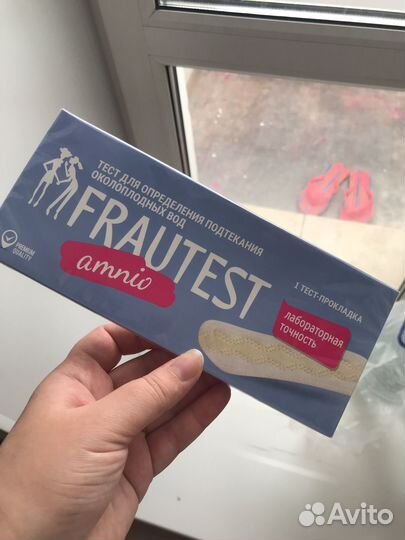 ТЕСТ ДЛЯ ОПРЕДЕЛЕНИЯ ПОДТЕКАНИЯ
ОКОЛОПЛОДНЫХ ВОД
FRAUTEST
amnio
PREMIUM
QUALITY
1 ТЕСТ-ПРОКЛАДКА
лабораторная
точность
Avito